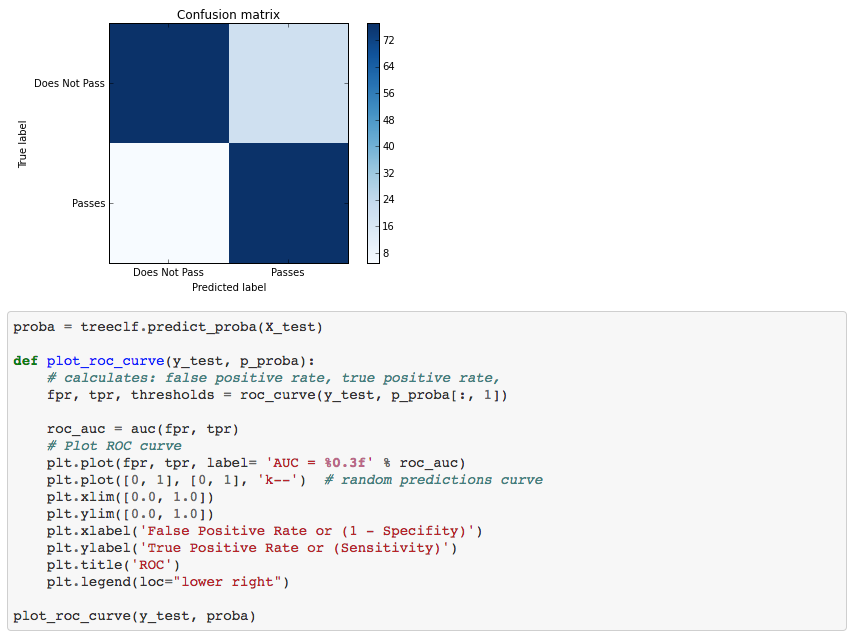 Confusion matrix
72
Does Not Pass
64
56
48
True label
40
32
24
Passes
16
8
Does Not Pass Passes
Predicted label
proba = treeclf.predict_proba(X_test)
def plot_roc_curve(y_test, p_proba):
# calculates: false positive rate, true positive rate,
fpr, tpr, thresholds = roc_curve(y_test, p_proba[:, 1])
roc_auc = auc(fpr, tpr)
# Plot ROC curve
plt.plot(fpr, tpr, label= 'AUC = %0.3f' % roc_auc)
plt.plot([0, 1], [0, 1], 'k--')  # random predictions curve
plt.xlim([0.0, 1.0])
plt.ylim([0.0, 1.0])
plt.xlabel('False Positive Rate or (1 - Specifity)')
plt.ylabel('True Positive Rate or (Sensitivity)')
plt.title('ROC')
plt.legend(loc="lower right")
plot_roc_curve(y_test, proba)